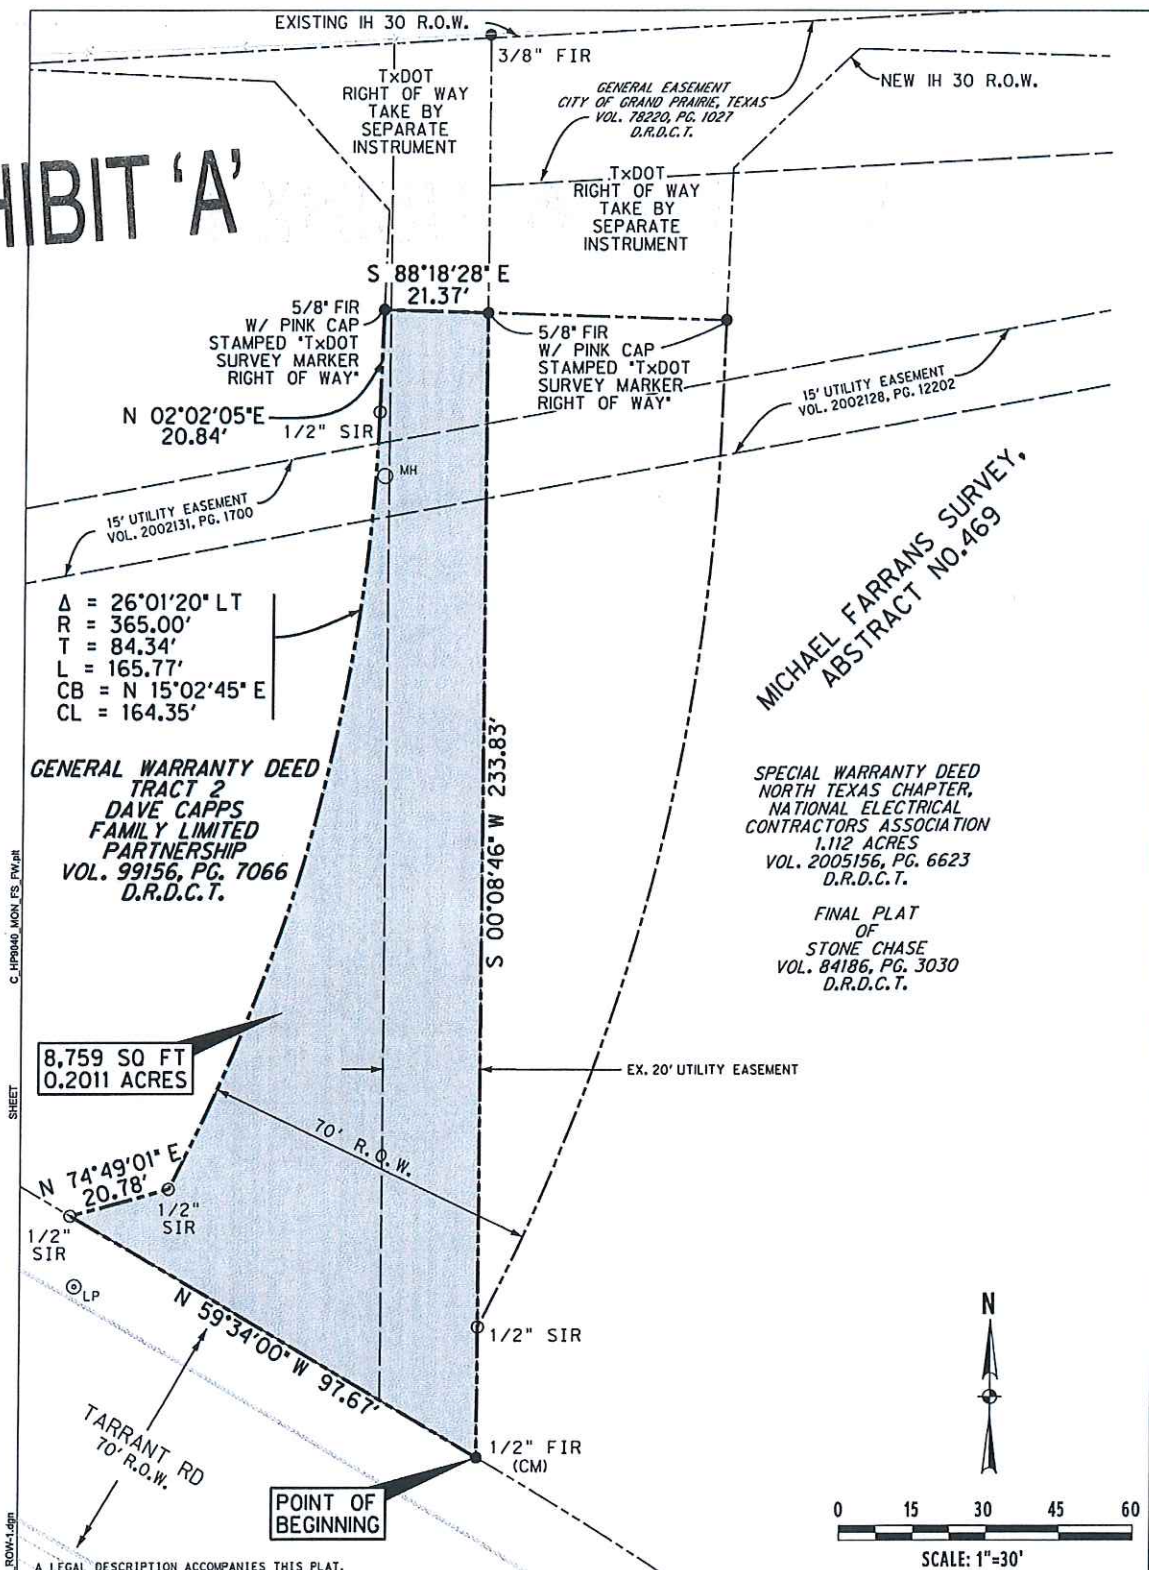 EXISTING IH 30 R.O.W.
3/8" FIR
TxDOT
RIGHT OF WAY
TAKE BY
SEPARATE
INSTRUMENT
GENERAL EASEMENT
CITY OF GRAND PRAIRIE, TEXAS
VOL. 78220, PG. 1027
D.R.D.C.T.
NEW IH 30 R.O.W.
HIBIT 'A'
TxDOT
RIGHT OF WAY
TAKE BY
SEPARATE
INSTRUMENT
S 88°18'28" E
21.37'
5/8" FIR
W/ PINK CAP
STAMPED "TxDOT
SURVEY MARKER
RIGHT OF WAY"
5/8" FIR
W/ PINK CAP
STAMPED "TxDOT
SURVEY MARKER
RIGHT OF WAY"
N 02°02'05"E
20.84'
1/2" SIR
MH
15' UTILITY EASEMENT
VOL. 2002128, PG. 12202
15' UTILITY EASEMENT
VOL. 2002131, PG. 1700
MICHAEL FARRANS SURVEY,
ABSTRACT NO.469
Δ = 26°01'20" LT
R = 365.00'
T = 84.34'
L = 165.77'
CB = N 15°02'45" E
CL = 164.35'
GENERAL WARRANTY DEED
TRACT 2
DAVE CAPPS
FAMILY LIMITED
PARTNERSHIP
VOL. 99156, PG. 7066
D.R.D.C.T.
S 00°08'46" W 233.83'
SPECIAL WARRANTY DEED
NORTH TEXAS CHAPTER,
NATIONAL ELECTRICAL
CONTRACTORS ASSOCIATION
1.112 ACRES
VOL. 2005156, PG. 6623
D.R.D.C.T.
FINAL PLAT
OF
STONE CHASE
VOL. 84186, PG. 3030
D.R.D.C.T.
C_HP9040_MON_FS_FW.plt
SHEET
8,759 SQ FT
0.2011 ACRES
EX. 20' UTILITY EASEMENT
70' R.O.W.
N 74°49'01" E
20.78'
1/2"
SIR
1/2"
SIR
LP
N 59°34'00" W 97.67'
1/2" SIR
TARRANT RD
70' R.O.W.
1/2" FIR
(CM)
POINT OF
BEGINNING
N
0 15 30 45 60
SCALE: 1"=30'
_ROW-1.dgn
A LEGAL DESCRIPTION ACCOMPANIES THIS PLAT.